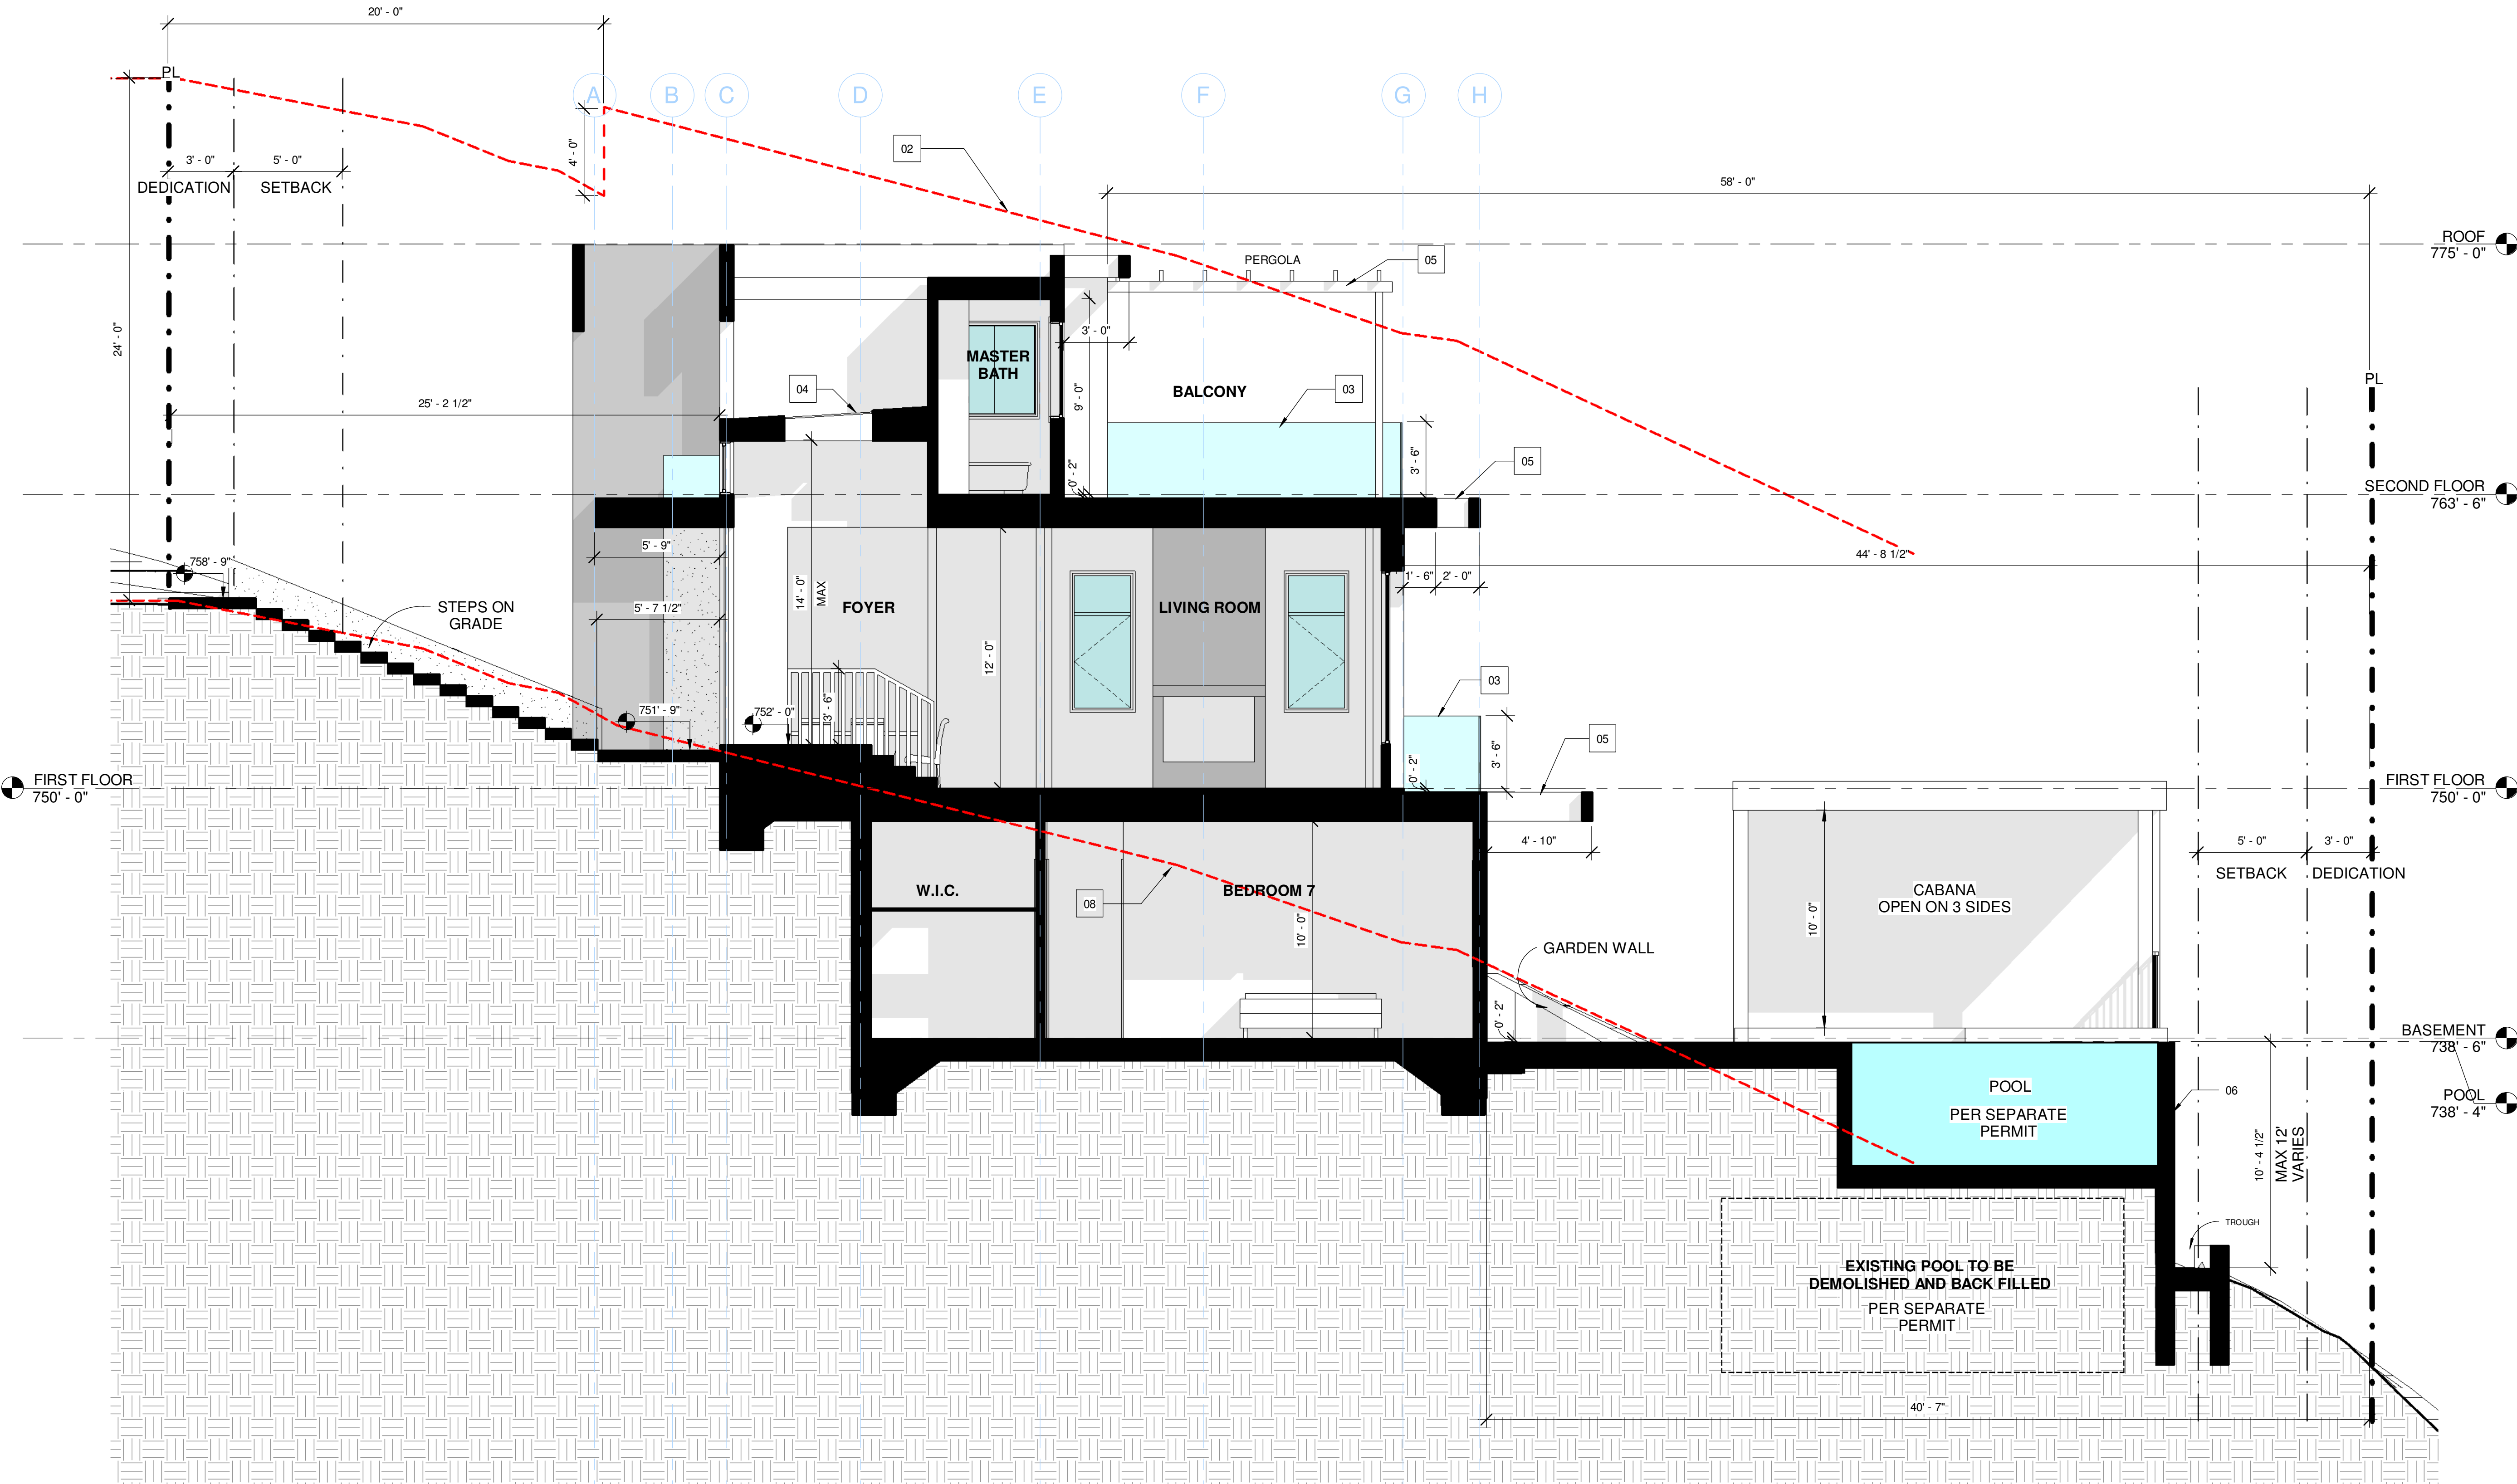 20' - 0"
PL
A
B
C
D
E
F
G
H
4' - 0"
02
3' - 0"
5' - 0"
DEDICATION
SETBACK
58' - 0"
ROOF
775' - 0"
PERGOLA
05
24' - 0"
3' - 0"
MASTER
BATH
PL
04
BALCONY
03
9' - 0"
25' - 2 1/2"
3' - 6"
05
0' - 2"
SECOND FLOOR
763' - 6"
5' - 9"
44' - 8 1/2"
758' - 9"
1' - 6"
2' - 0"
14' - 0"
MAX
STEPS ON
GRADE
5' - 7 1/2"
FOYER
LIVING ROOM
12' - 0"
03
3' - 6"
751' - 9"
752' - 0"
05
3' - 6"
0' - 2"
FIRST FLOOR
750' - 0"
FIRST FLOOR
750' - 0"
4' - 10"
5' - 0"
3' - 0"
SETBACK
DEDICATION
W.I.C.
08
BEDROOM 7
10' - 0"
CABANA
OPEN ON 3 SIDES
10' - 0"
GARDEN WALL
0' - 2"
BASEMENT
738' - 6"
POOL
PER SEPARATE
PERMIT
06
POOL
738' - 4"
10' - 4 1/2"
MAX 12'
VARIES
TROUGH
EXISTING POOL TO BE
DEMOLISHED AND BACK FILLED
PER SEPARATE
PERMIT
40' - 7"